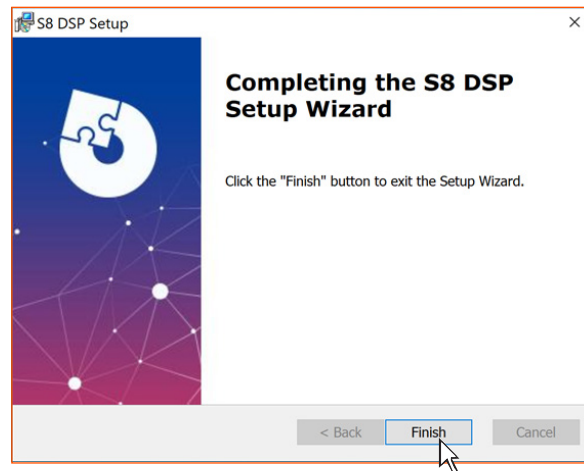 S8 DSP Setup
Completing the S8 DSP
Setup Wizard
Click the "Finish" button to exit the Setup Wizard.
< Back
Finish
Cancel